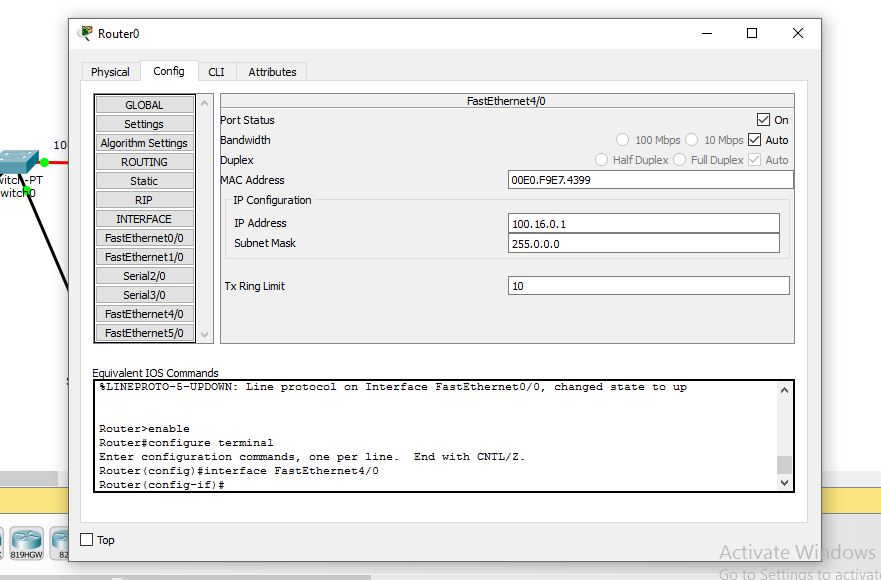 Router0
Physical Config CLI Attributes
GLOBAL
Settings
Algorithm Settings
ROUTING
Static
RIP
INTERFACE
FastEthernet0/0
FastEthernet1/0
Serial2/0
Serial3/0
FastEthernet4/0
FastEthernet5/0
FastEthernet4/0
Port Status On
Bandwidth 100 Mbps 10 Mbps Auto
Duplex Half Duplex Full Duplex Auto
MAC Address 00E0.F9E7.4399
IP Configuration
IP Address 100.16.0.1
Subnet Mask 255.0.0.0
Tx Ring Limit 10
Equivalent IOS Commands
%LINEPROTO-5-UPDOWN: Line protocol on Interface FastEthernet0/0, changed state to up
Router>enable
Router#configure terminal
Enter configuration commands, one per line. End with CNTL/Z.
Router(config)#interface FastEthernet4/0
Router(config-if)#
Top
10
witch-PT
witch0
819HGW
82
Activate Windows
Go to Settings to activat